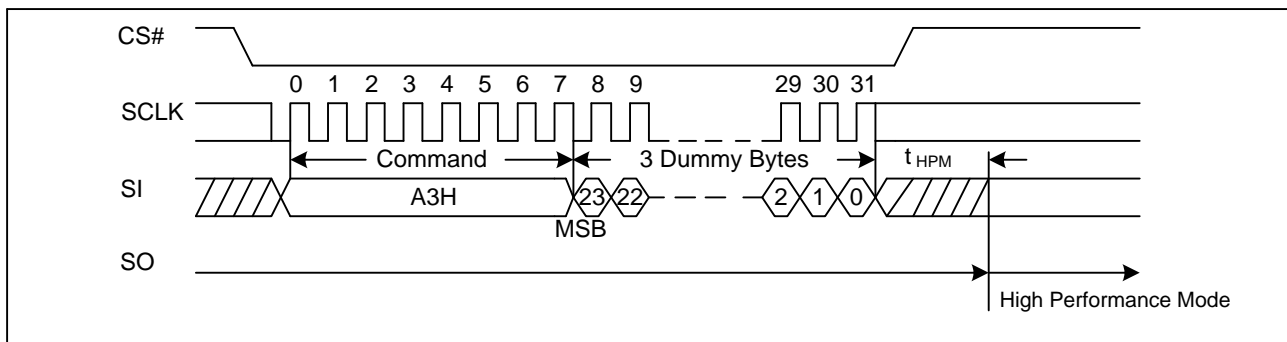 CS#
0 1 2 3 4 5 6 7 8 9 29 30 31
SCLK
Command 3 Dummy Bytes t HPM
SI A3H 23 22 2 1 0
MSB
SO
High Performance Mode